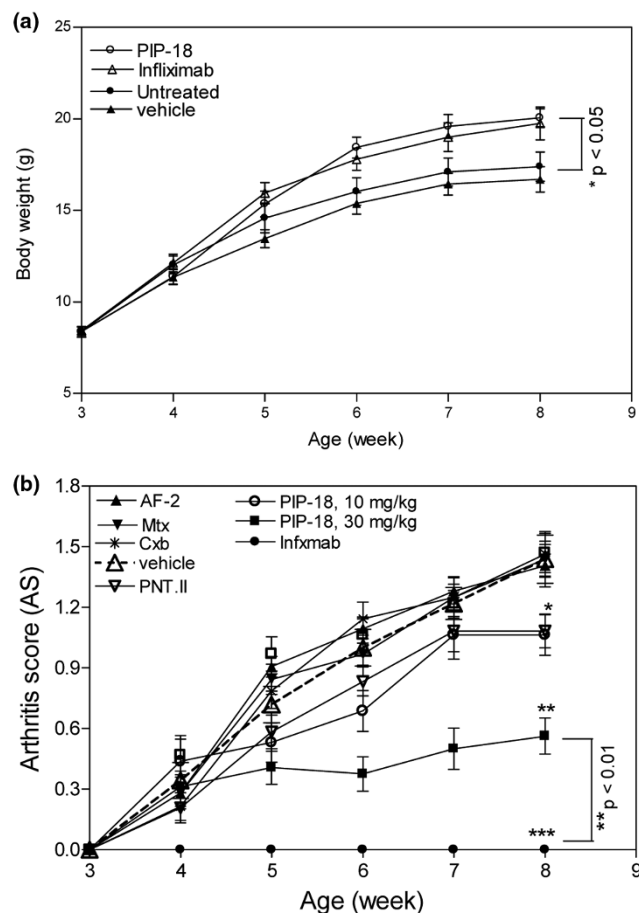 (a)
PIP-18
Infliximab
Untreated
vehicle
25
20
15
10
5
Body weight (g)
* p < 0.05
3 4 5 6 7 8 9
Age (week)
(b)
AF-2
Mtx
Cxb
vehicle
PNT.II
PIP-18, 10 mg/kg
PIP-18, 30 mg/kg
Infxmab
1.8
1.5
1.2
0.9
0.6
0.3
0.0
Arthritis score (AS)
*
**
***
** p < 0.01
3 4 5 6 7 8 9
Age (week)